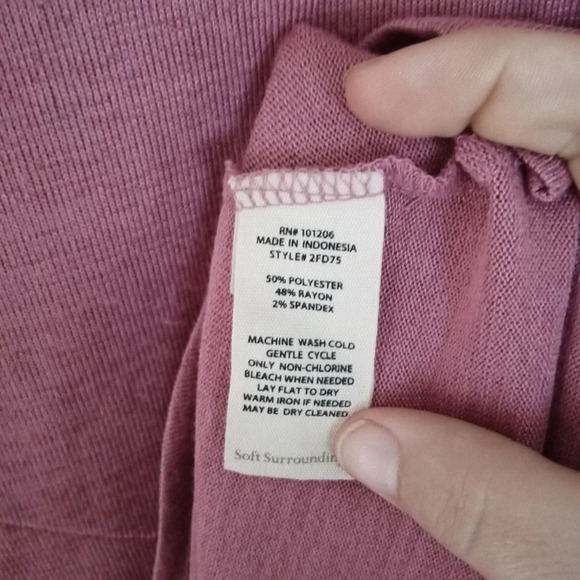 RN# 101206
MADE IN INDONESIA
STYLE# 2FD75
50% POLYESTER
48% RAYON
2% SPANDEX
MACHINE WASH COLD
GENTLE CYCLE
ONLY NON-CHLORINE
BLEACH WHEN NEEDED
LAY FLAT TO DRY
WARM IRON IF NEEDED
MAY BE DRY CLEANED
Soft